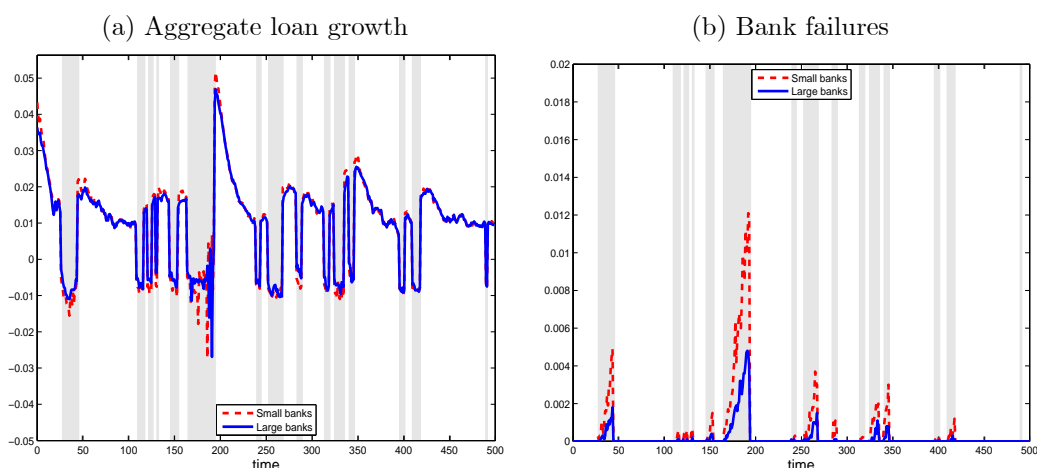 (a) Aggregate loan growth
0.05
0.04
0.03
0.02
0.01
0
−0.01
−0.02
−0.03
−0.04
−0.05
0 50 100 150 200 250 300 350 400 450 500
time
Small banks
Large banks
(b) Bank failures
0.02
0.018
0.016
0.014
0.012
0.01
0.008
0.006
0.004
0.002
0
0 50 100 150 200 250 300 350 400 450 500
time
Small banks
Large banks